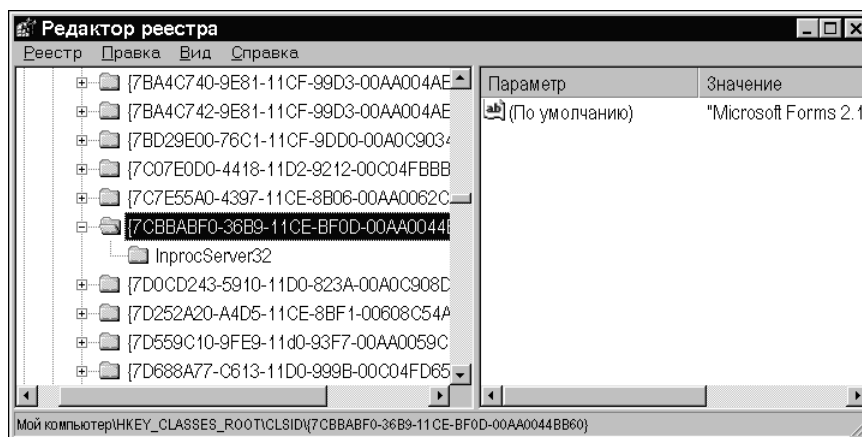 Редактор реестра
Реестр Правка Вид Справка
{7BA4C740-9E81-11CF-99D3-00AA004AE
{7BA4C742-9E81-11CF-99D3-00AA004AE
{7BD29E00-76C1-11CF-9DD0-00A0C9034
{7C07E0D0-4418-11D2-9212-00C04FBBB
{7C7E55A0-4397-11CE-8B06-00AA0062C
{7CBBABF0-36B9-11CE-BF0D-00AA0044B
InprocServer32
{7D0CD243-5910-11D0-823A-00A0C908D
{7D252A20-A4D5-11CE-8BF1-00608C54A
{7D559C10-9FE9-11d0-93F7-00AA0059C
{7D688A77-C613-11D0-999B-00C04FD65
Параметр Значение
ab (По умолчанию) "Microsoft Forms 2.1
Мой компьютер\HKEY_CLASSES_ROOT\CLSID\{7CBBABF0-36B9-11CE-BF0D-00AA0044BB60}